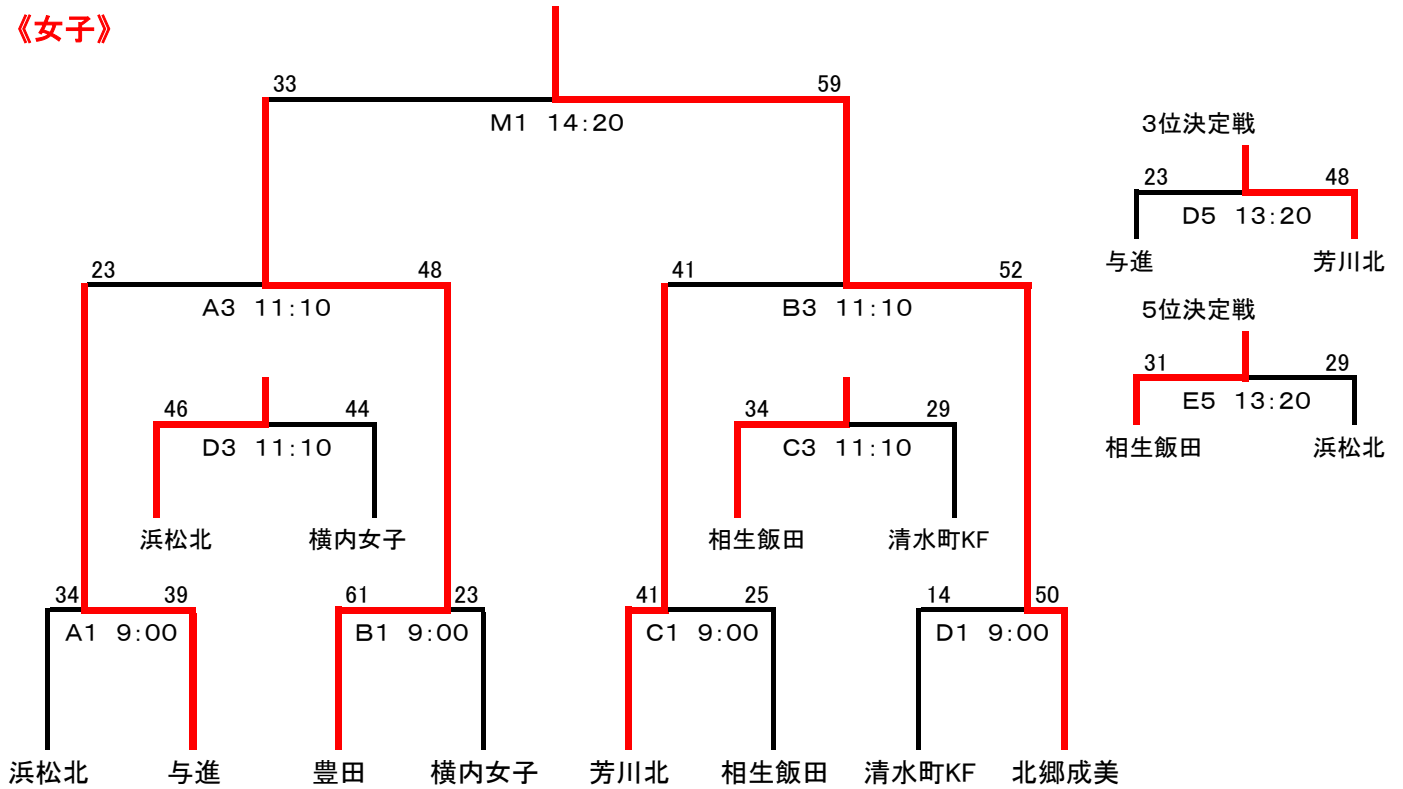 《女子》
33 59
M1 14:20
3位決定戦
23 48
D5 13:20
与進 芳川北
23 48 41 52
A3 11:10 B3 11:10
5位決定戦
31 29
E5 13:20
相生飯田 浜松北
46 44 34 29
D3 11:10 C3 11:10
浜松北 横内女子 相生飯田 清水町KF
34 39 61 23 41 25 14 50
A1 9:00 B1 9:00 C1 9:00 D1 9:00
浜松北 与進 豊田 横内女子 芳川北 相生飯田 清水町KF 北郷成美